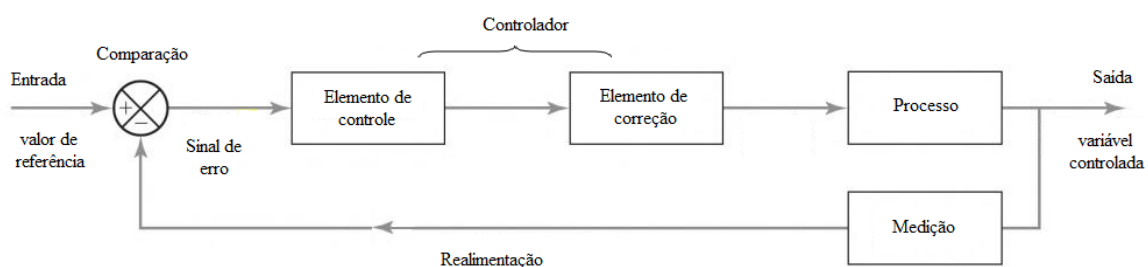 Controlador
Comparação
Entrada
+
−
Elemento de
controle
Elemento de
correção
Processo
Saída
valor de
referência
Sinal de
erro
variável
controlada
Medição
Realimentação